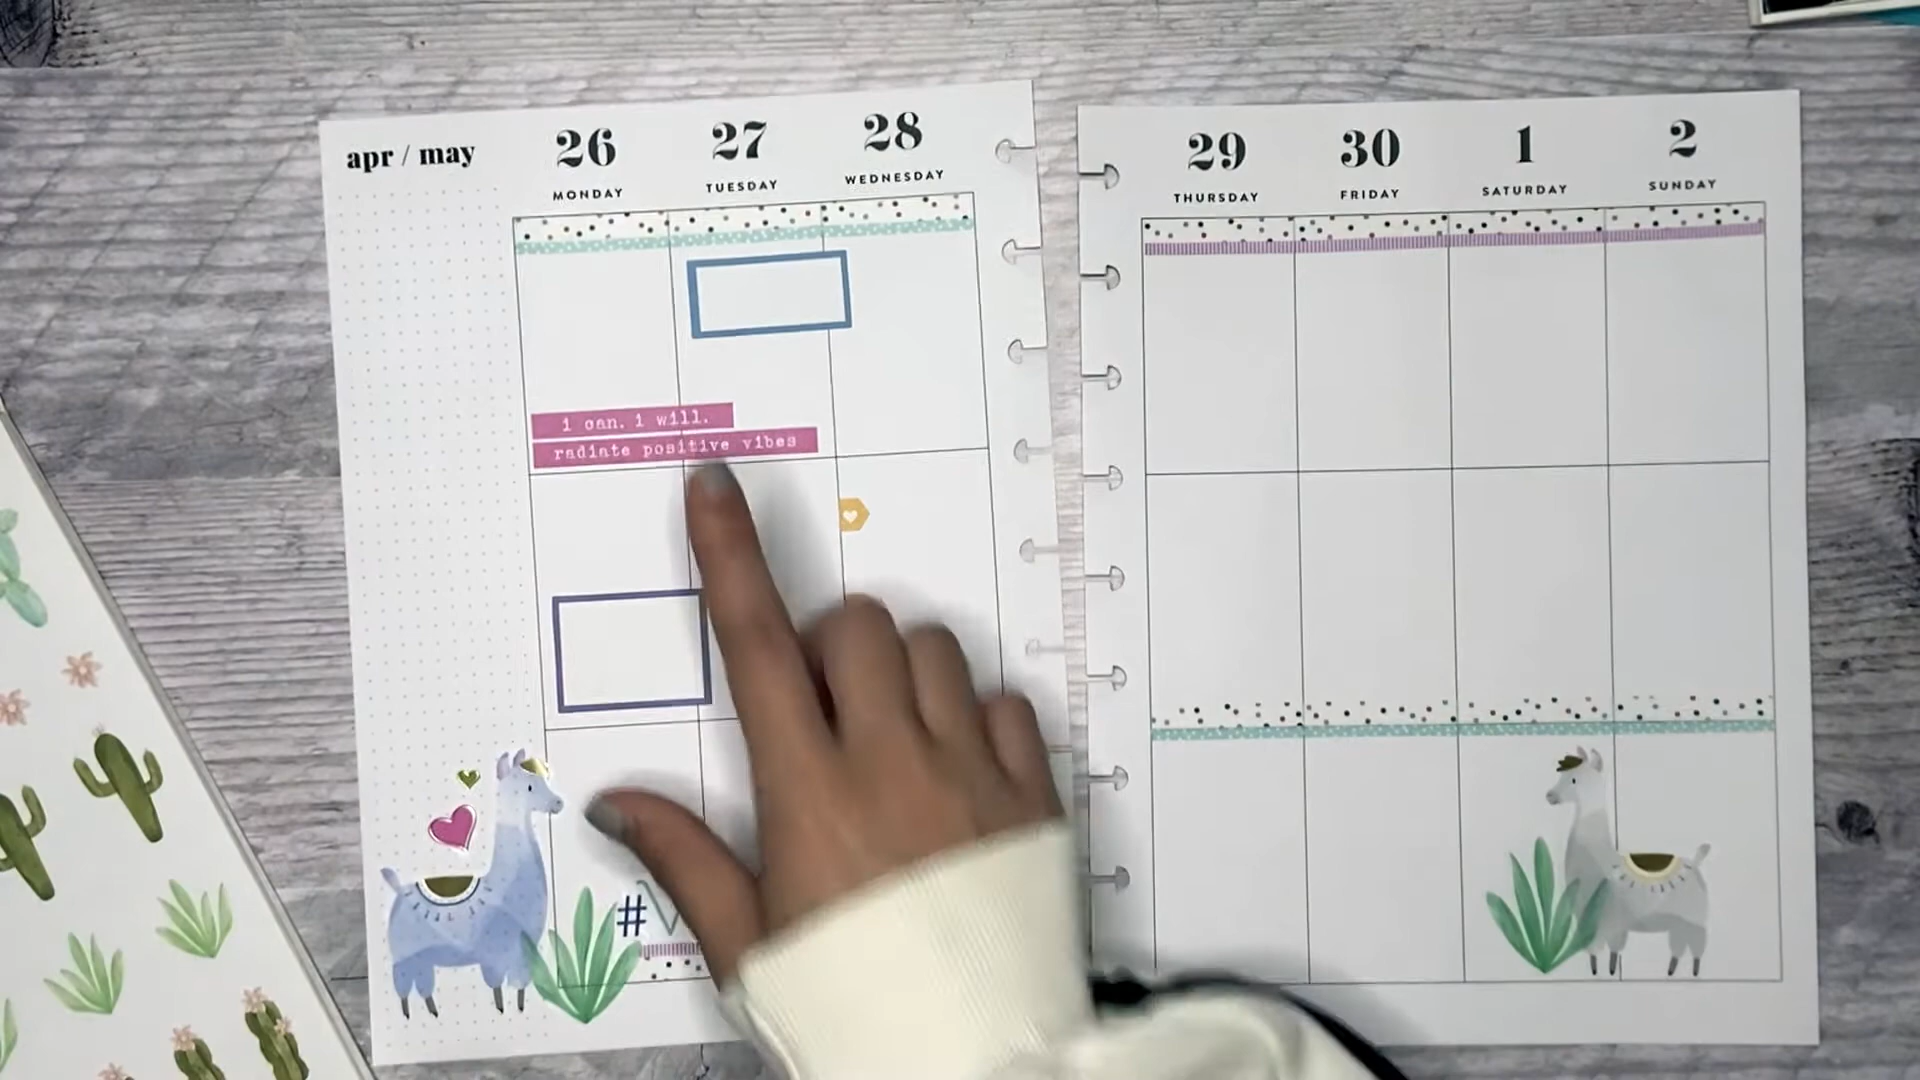 apr / may
26
MONDAY
27
TUESDAY
28
WEDNESDAY
29
THURSDAY
30
FRIDAY
1
SATURDAY
2
SUNDAY
i can. i will.
radiate positive vibes
#